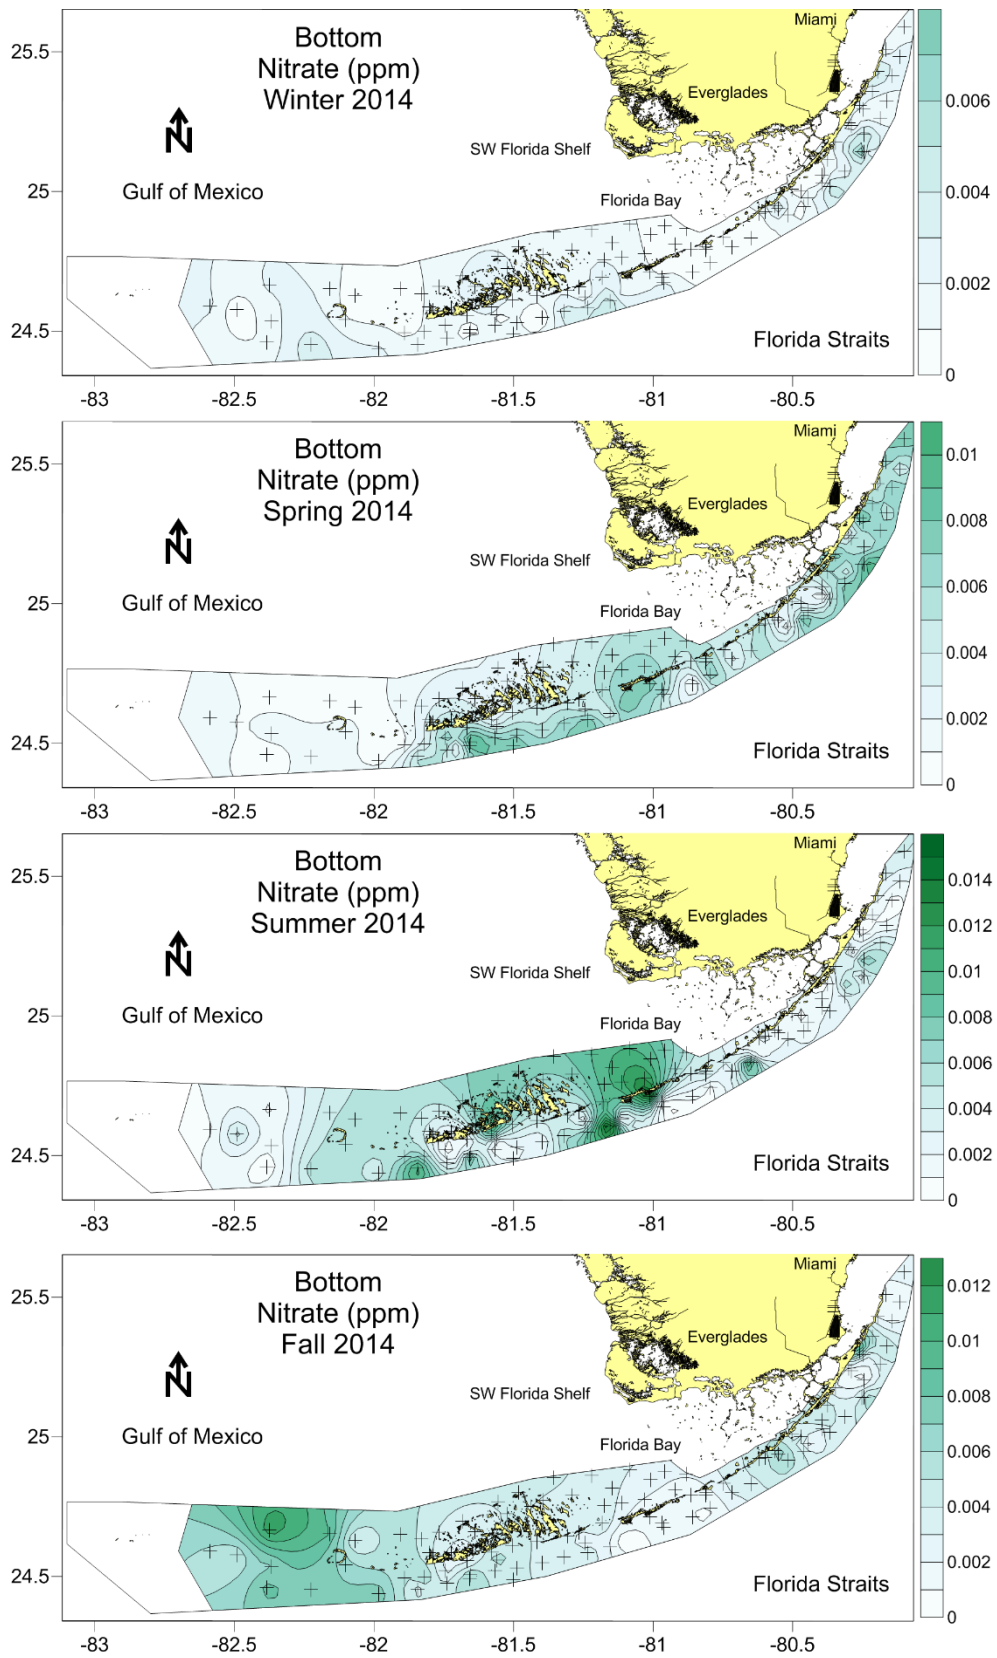 Bottom
Nitrate (ppm)
Winter 2014
N
Gulf of Mexico
SW Florida Shelf
Florida Bay
Everglades
Miami
Florida Straits
25.5
25
24.5
-83
-82.5
-82
-81.5
-81
-80.5
0.006
0.004
0.002
0
Bottom
Nitrate (ppm)
Spring 2014
N
Gulf of Mexico
SW Florida Shelf
Florida Bay
Everglades
Miami
Florida Straits
25.5
25
24.5
-83
-82.5
-82
-81.5
-81
-80.5
0.01
0.008
0.006
0.004
0.002
0
Bottom
Nitrate (ppm)
Summer 2014
N
Gulf of Mexico
SW Florida Shelf
Florida Bay
Everglades
Miami
Florida Straits
25.5
25
24.5
-83
-82.5
-82
-81.5
-81
-80.5
0.014
0.012
0.01
0.008
0.006
0.004
0.002
0
Bottom
Nitrate (ppm)
Fall 2014
N
Gulf of Mexico
SW Florida Shelf
Florida Bay
Everglades
Miami
Florida Straits
25.5
25
24.5
-83
-82.5
-82
-81.5
-81
-80.5
0.012
0.01
0.008
0.006
0.004
0.002
0